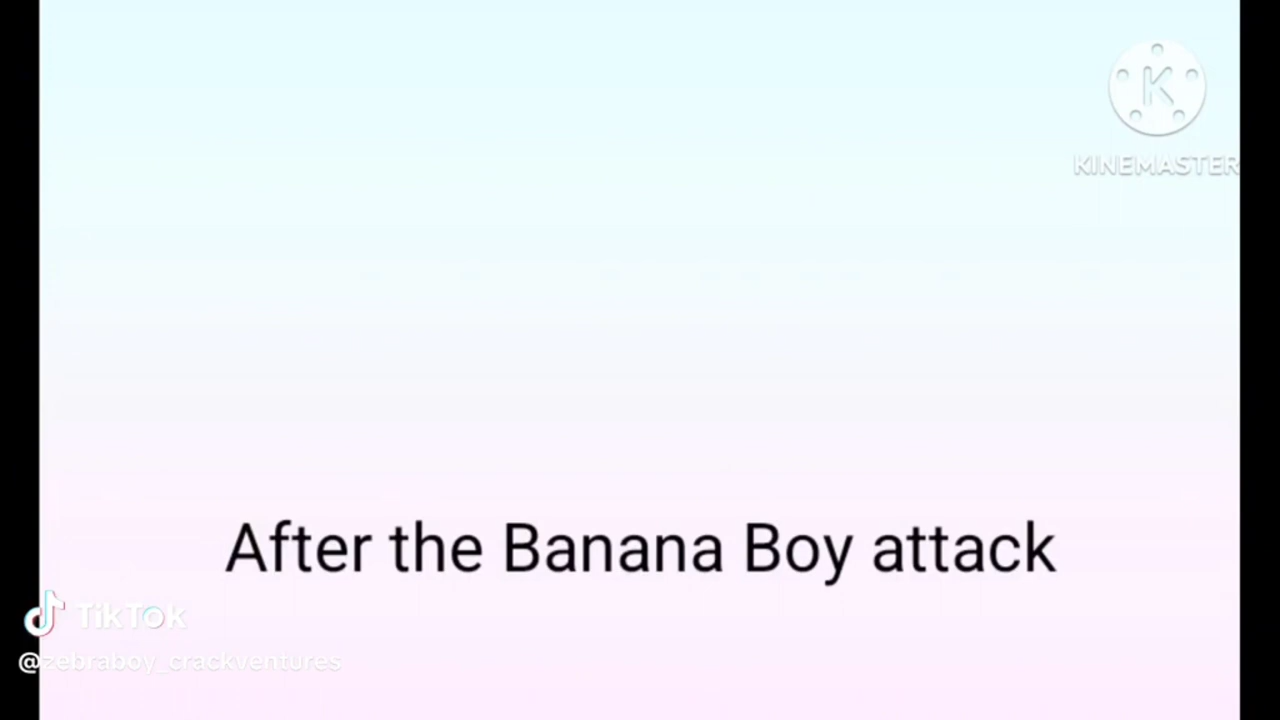 K
KINEMASTER
After the Banana Boy attack
TikTok
@zebraboy_crackventures